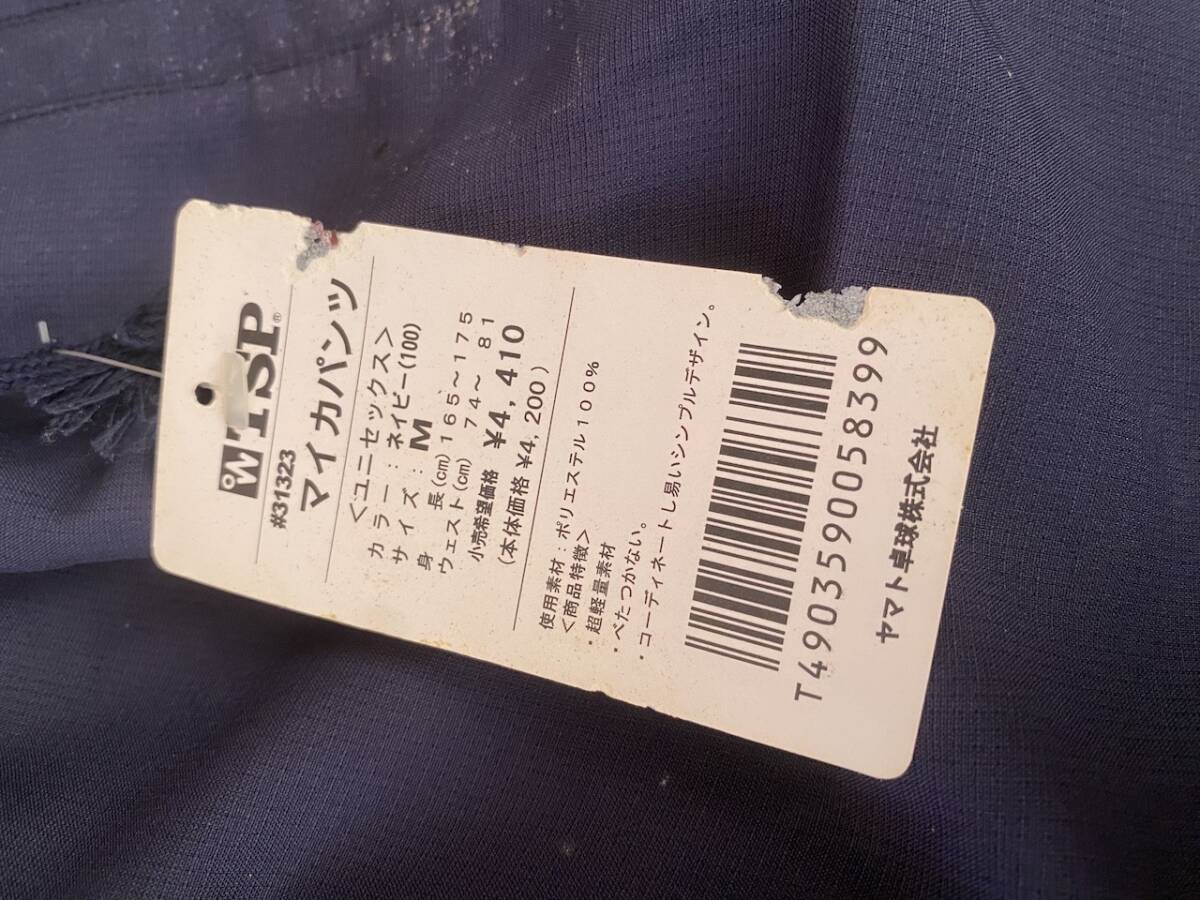 TSP®
#31323
マイカパンツ
<ユニセックス>
カラー：ネイビー(100)
サイズ：M
身　長(cm)165～175
ウェスト(cm) 74～ 81
小売希望価格 ¥4,410
(本体価格¥4,200)
使用素材：ポリエステル100%
<商品特徴>
・超軽量素材
・べたつかない。
・コーディネートし易いシンプルデザイン。
T4903590058399
ヤマト卓球株式会社